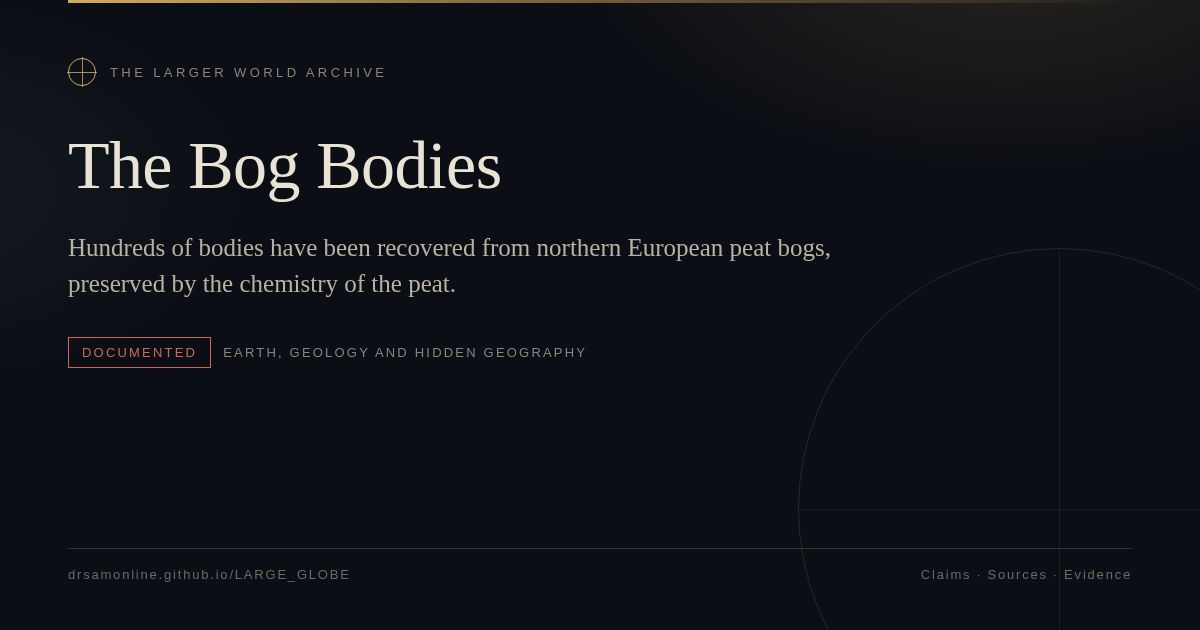 THE LARGER WORLD ARCHIVE
The Bog Bodies
Hundreds of bodies have been recovered from northern European peat bogs,
preserved by the chemistry of the peat.
DOCUMENTED EARTH, GEOLOGY AND HIDDEN GEOGRAPHY
drsamonline.github.io/LARGE_GLOBE Claims · Sources · Evidence